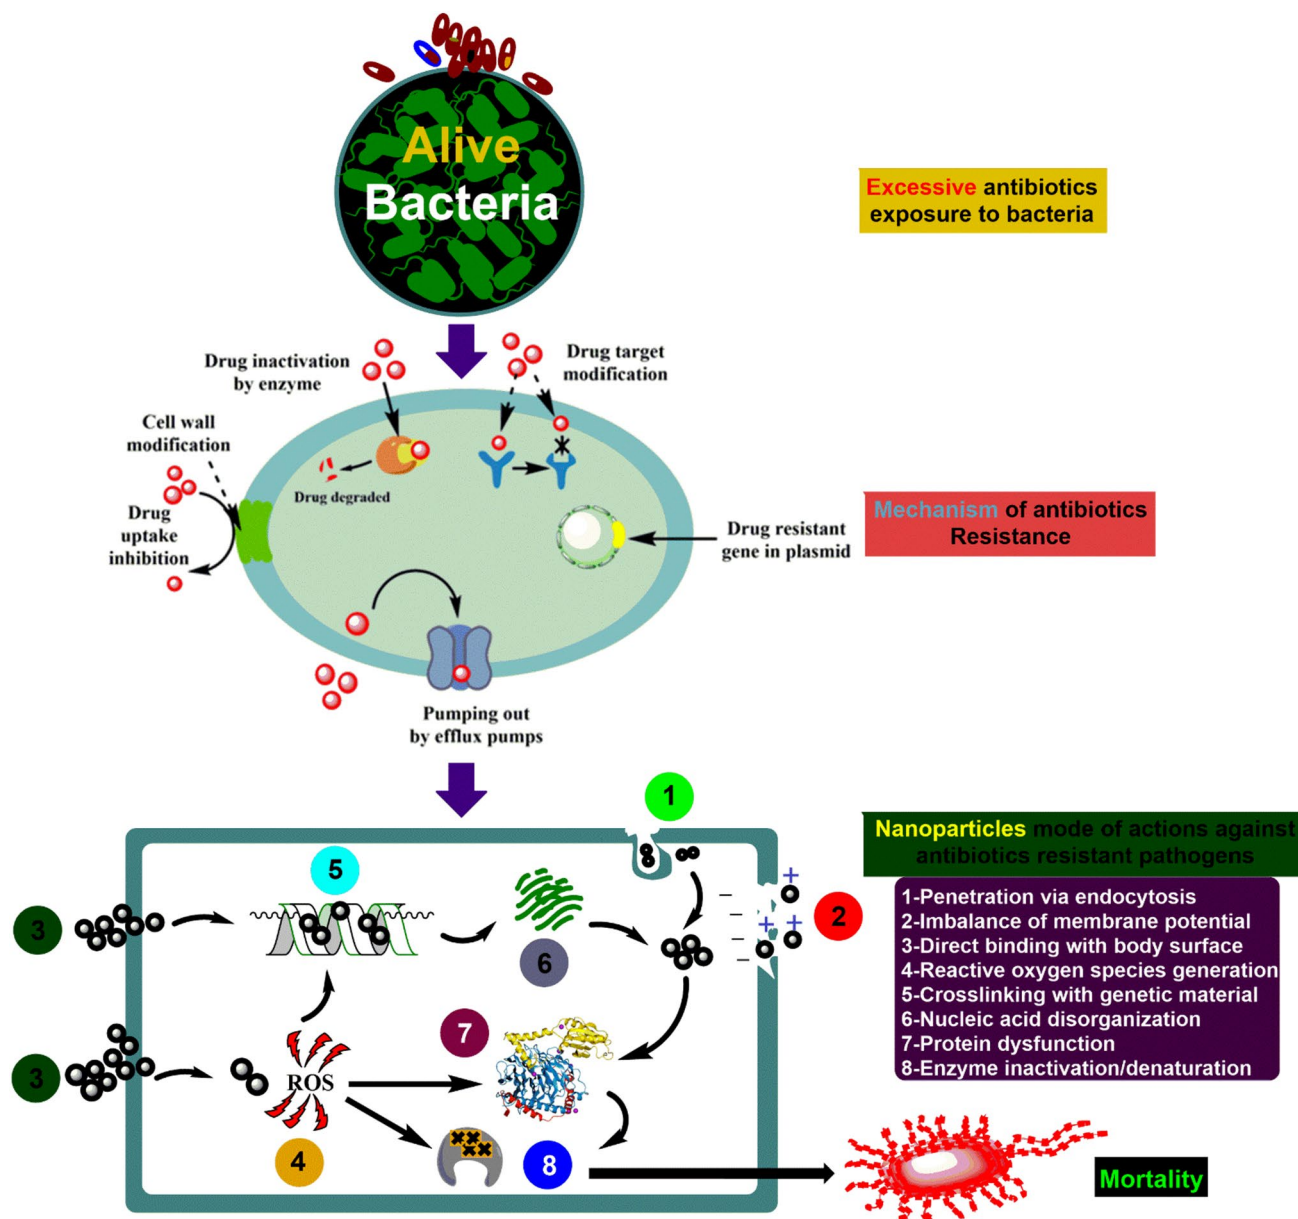 Alive
Bacteria
Excessive antibiotics
exposure to bacteria
Drug inactivation
by enzyme
Drug target
modification
Cell wall
modification
Drug degraded
Drug
uptake
inhibition
Drug resistant
gene in plasmid
Mechanism of antibiotics
Resistance
Pumping out
by efflux pumps
1
Nanoparticles mode of actions against
antibiotics resistant pathogens
5
3
6
2
+
+
+
−
−
−
−
1-Penetration via endocytosis
2-Imbalance of membrane potential
3-Direct binding with body surface
4-Reactive oxygen species generation
5-Crosslinking with genetic material
6-Nucleic acid disorganization
7-Protein dysfunction
8-Enzyme inactivation/denaturation
7
3
ROS
4
8
Mortality